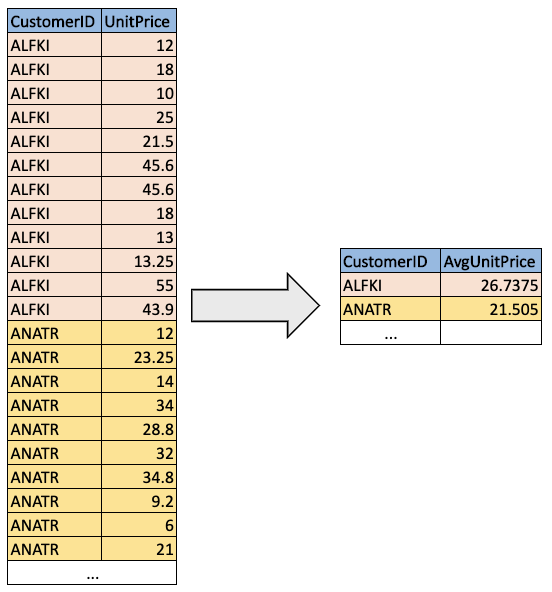 CustomerID UnitPrice
ALFKI 12
ALFKI 18
ALFKI 10
ALFKI 25
ALFKI 21.5
ALFKI 45.6
ALFKI 45.6
ALFKI 18
ALFKI 13
ALFKI 13.25
ALFKI 55
ALFKI 43.9
ANATR 12
ANATR 23.25
ANATR 14
ANATR 34
ANATR 28.8
ANATR 32
ANATR 34.8
ANATR 9.2
ANATR 6
ANATR 21
...
CustomerID AvgUnitPrice
ALFKI 26.7375
ANATR 21.505
...